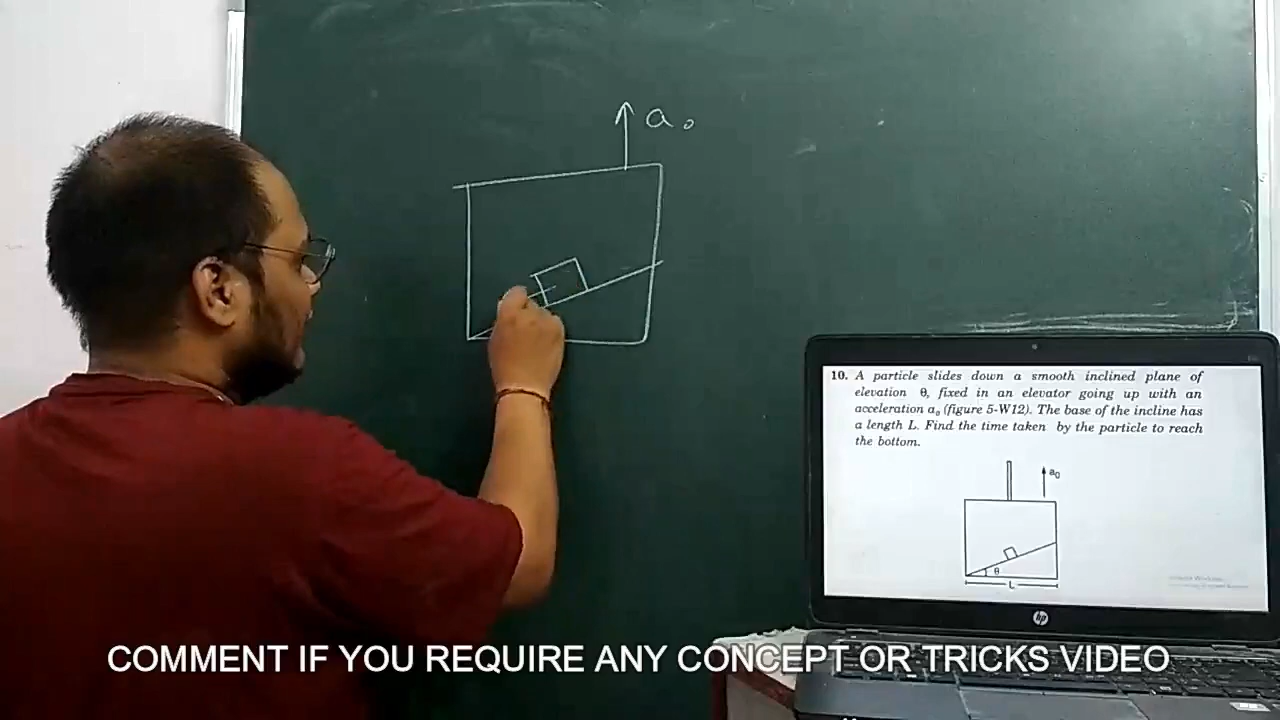 a₀
10. A particle slides down a smooth inclined plane of
elevation θ, fixed in an elevator going up with an
acceleration a₀ (figure 5-W12). The base of the incline has
a length L. Find the time taken by the particle to reach
the bottom.
a₀
θ
L
hp
COMMENT IF YOU REQUIRE ANY CONCEPT OR TRICKS VIDEO